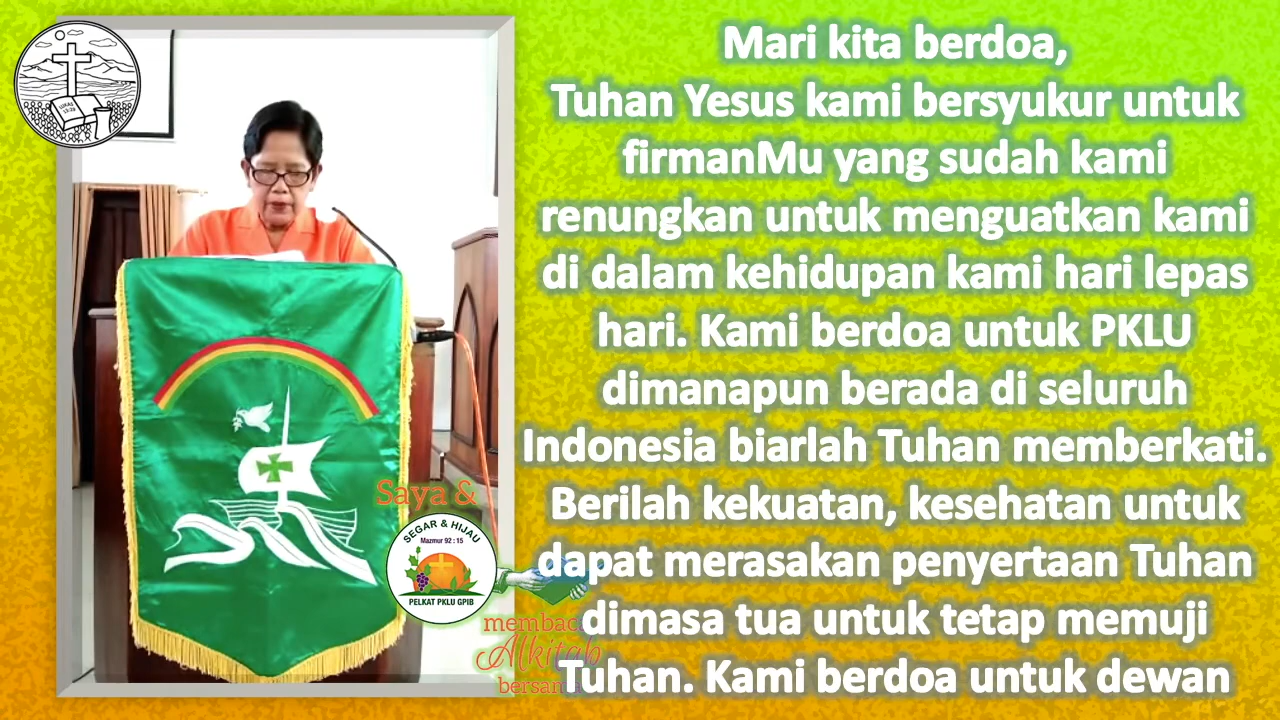 Mari kita berdoa,
Tuhan Yesus kami bersyukur untuk
firmanMu yang sudah kami
renungkan untuk menguatkan kami
di dalam kehidupan kami hari lepas
hari. Kami berdoa untuk PKLU
dimanapun berada di seluruh
Indonesia biarlah Tuhan memberkati.
Berilah kekuatan, kesehatan untuk
dapat merasakan penyertaan Tuhan
dimasa tua untuk tetap memuji
Tuhan. Kami berdoa untuk dewan
LUKAS
13:29
Saya &
SEGAR & HIJAU
Mazmur 92 : 15
PELKAT PKLU GPIB
Alkitab